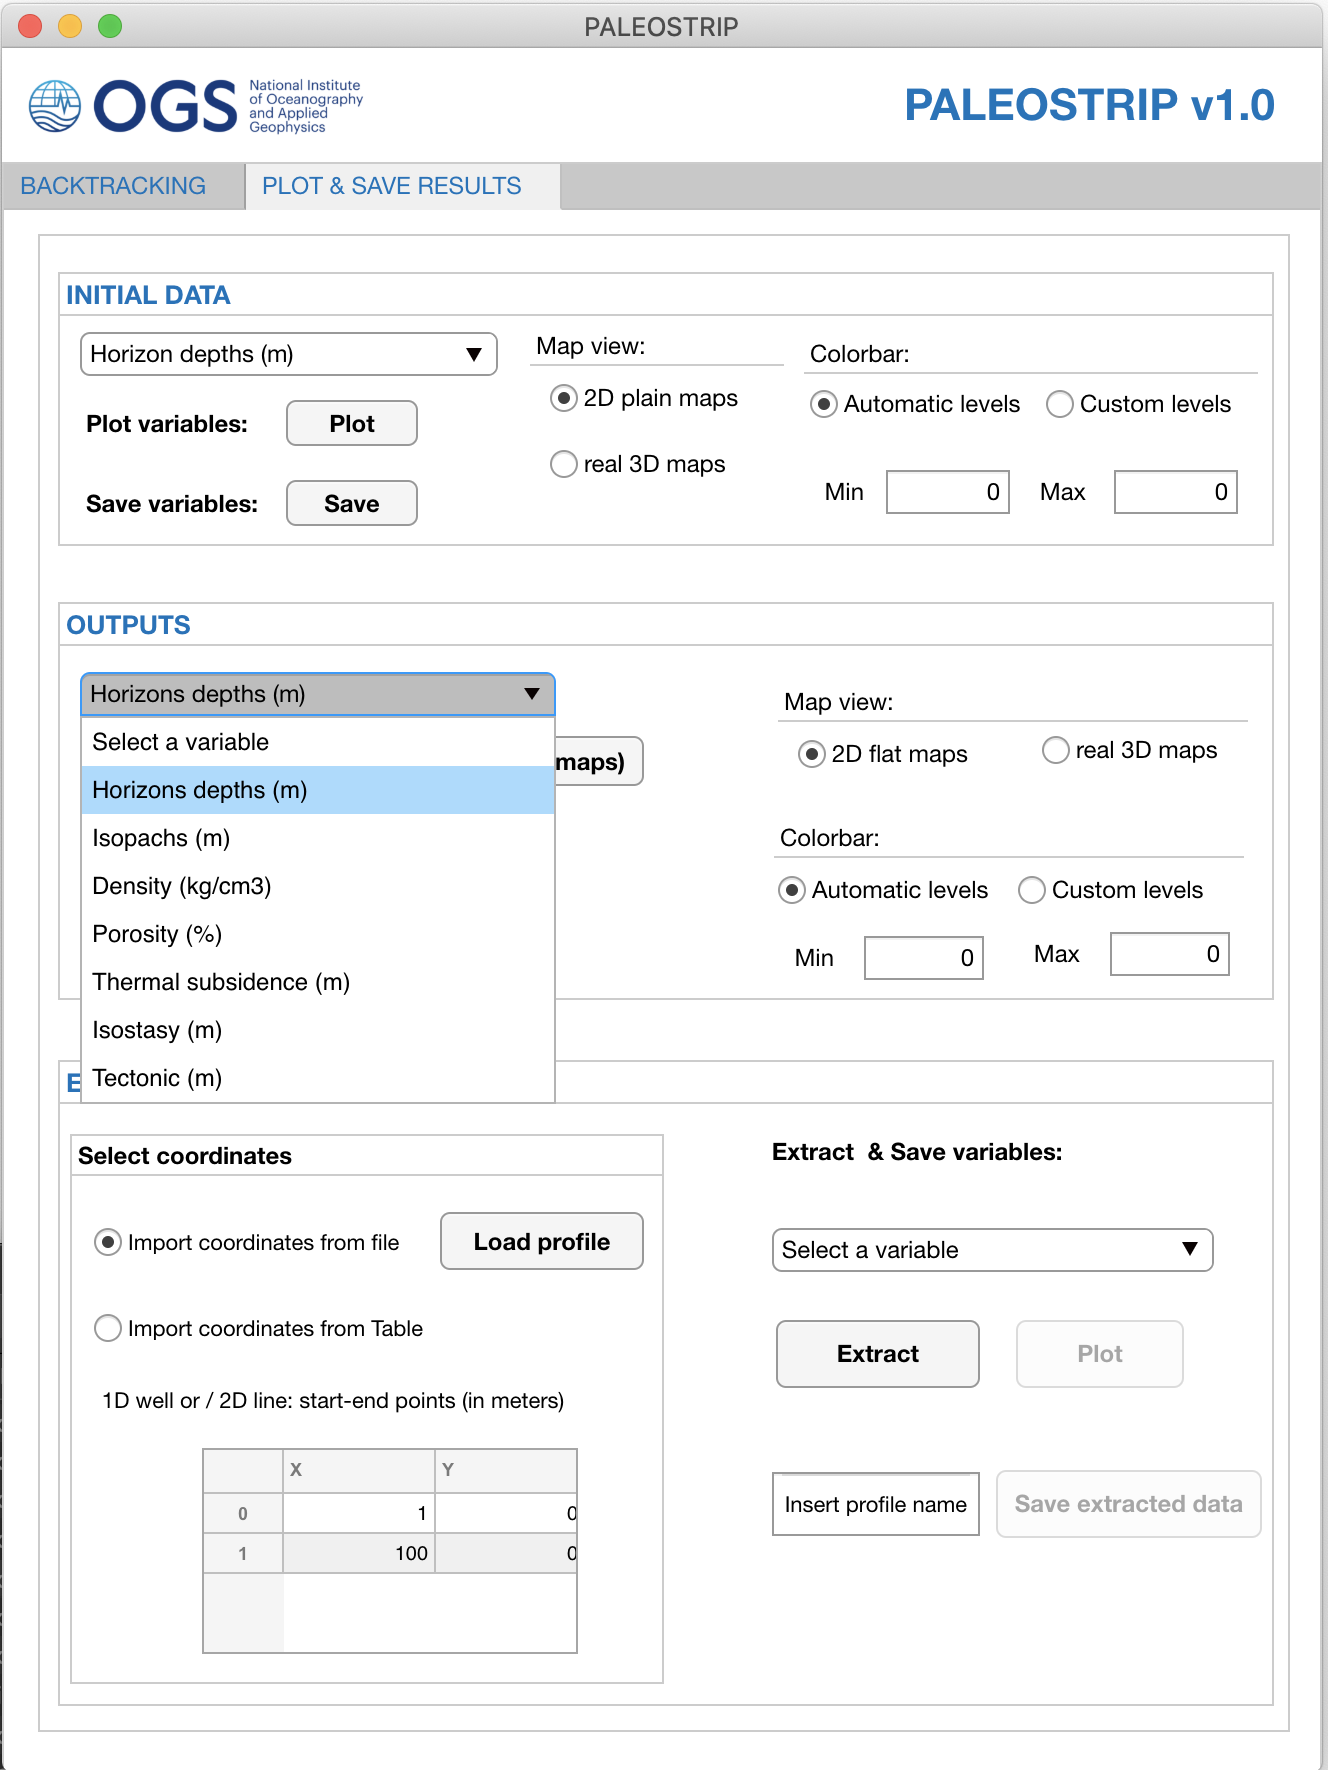 PALEOSTRIP
OGS
National Institute
of Oceanography
and Applied
Geophysics
PALEOSTRIP v1.0
BACKTRACKING
PLOT & SAVE RESULTS
INITIAL DATA
Horizon depths (m)
Plot variables:
Plot
Save variables:
Save
Map view:
2D plain maps
real 3D maps
Colorbar:
Automatic levels
Custom levels
Min
0
Max
0
OUTPUTS
Horizons depths (m)
Select a variable
Horizons depths (m)
Isopachs (m)
Density (kg/cm3)
Porosity (%)
Thermal subsidence (m)
Isostasy (m)
Tectonic (m)
maps)
Map view:
2D flat maps
real 3D maps
Colorbar:
Automatic levels
Custom levels
Min
0
Max
0
Select coordinates
Import coordinates from file
Load profile
Import coordinates from Table
1D well or / 2D line: start-end points (in meters)
X Y
0 1 0
1 100 0
Extract & Save variables:
Select a variable
Extract
Plot
Insert profile name
Save extracted data